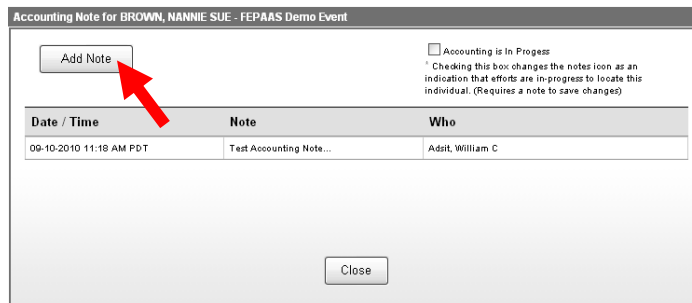 Accounting Note for BROWN, NANNIE SUE - FEPAAS Demo Event
Add Note
Accounting is In Progess
* Checking this box changes the notes icon as an
indication that efforts are in-progress to locate this
individual. (Requires a note to save changes)
Date / Time Note Who
09-10-2010 11:18 AM PDT Test Accounting Note... Adsit, William C
Close